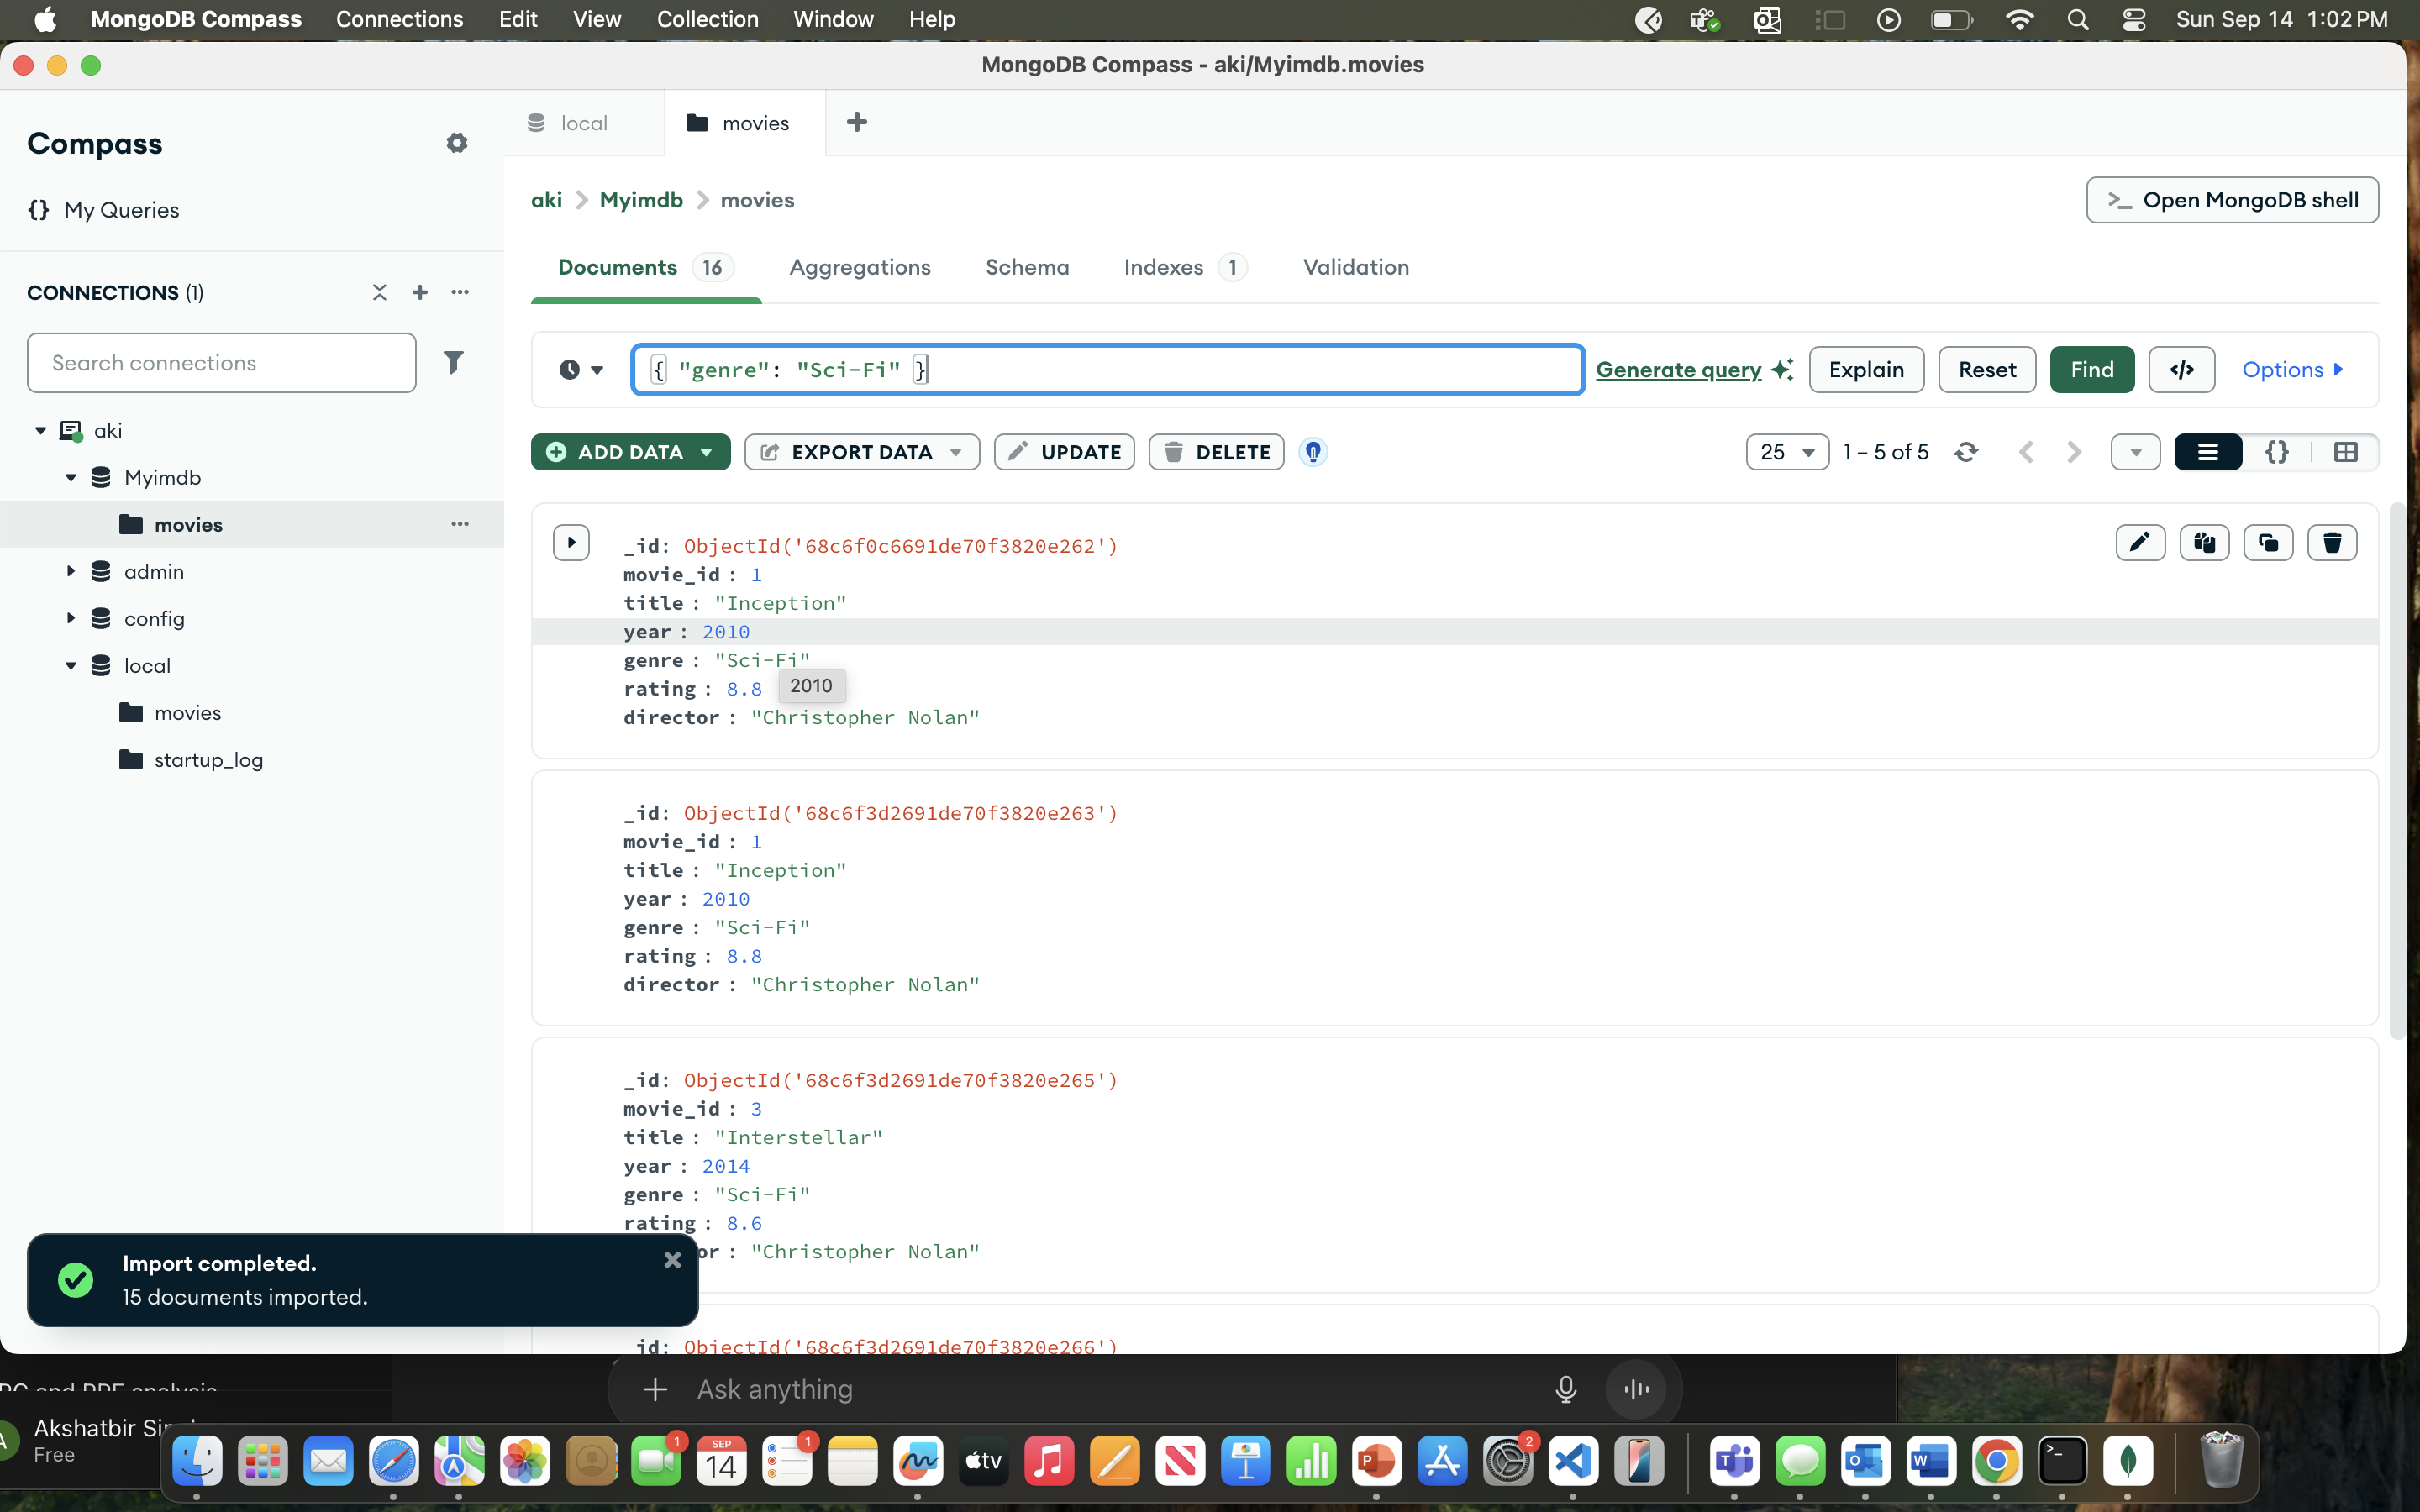 MongoDB Compass Connections Edit View Collection Window Help Sun Sep 14 1:02 PM
MongoDB Compass - aki/Myimdb.movies
Compass
local
movies
My Queries
aki > Myimdb > movies
>_ Open MongoDB shell
Documents 16 Aggregations Schema Indexes 1 Validation
CONNECTIONS (1)
Search connections
{ "genre": "Sci-Fi" }
Generate query
Explain
Reset
Find
</>
Options
ADD DATA
EXPORT DATA
UPDATE
DELETE
25
1 – 5 of 5
{}
aki
Myimdb
movies
admin
config
local
movies
startup_log
_id: ObjectId('68c6f0c6691de70f3820e262')
movie_id : 1
title : "Inception"
year : 2010
genre : "Sci-Fi"
rating : 8.8
2010
director : "Christopher Nolan"
_id: ObjectId('68c6f3d2691de70f3820e263')
movie_id : 1
title : "Inception"
year : 2010
genre : "Sci-Fi"
rating : 8.8
director : "Christopher Nolan"
_id: ObjectId('68c6f3d2691de70f3820e265')
movie_id : 3
title : "Interstellar"
year : 2014
genre : "Sci-Fi"
rating : 8.6
or : "Christopher Nolan"
_id: ObjectId('68c6f3d2691de70f3820e266')
Import completed.
15 documents imported.
Ask anything
Akshatbir
Free
1
SEP
14
1
tv
2